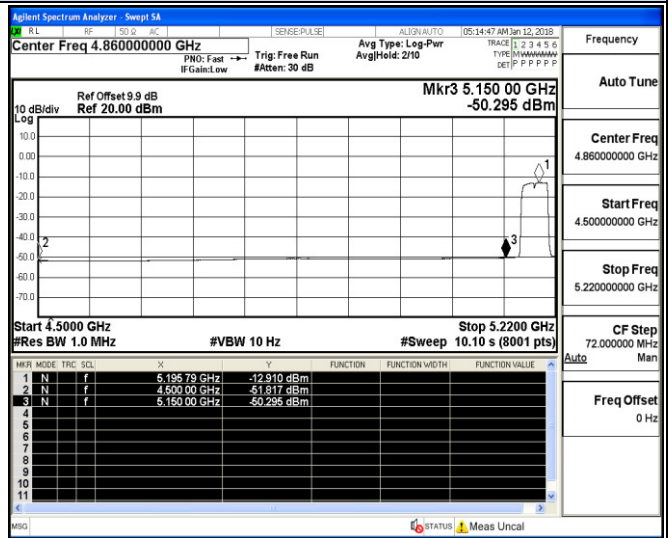 Agilent Spectrum Analyzer - Swept SA
RL RF 50 Ω AC SENSE:PULSE ALIGN AUTO 05:14:47 AM Jan 12, 2018
Center Freq 4.860000000 GHz
PNO: Fast
IFGain:Low
Trig: Free Run
#Atten: 30 dB
Avg Type: Log-Pwr
Avg|Hold: 2/10
TRACE 1 2 3 4 5 6
TYPE MWWWWW
DET P P P P P P
Mkr3 5.150 00 GHz
-50.295 dBm
Ref Offset 9.9 dB
10 dB/div Ref 20.00 dBm
Log
10.0
0.00
-10.0
-20.0
-30.0
-40.0
-50.0
-60.0
-70.0
1
2
3
Start 4.5000 GHz Stop 5.2200 GHz
#Res BW 1.0 MHz #VBW 10 Hz #Sweep 10.10 s (8001 pts)
MKR MODE TRC SCL X Y FUNCTION FUNCTION WIDTH FUNCTION VALUE
1 N f 5.195 79 GHz -12.910 dBm
2 N f 4.500 00 GHz -51.817 dBm
3 N f 5.150 00 GHz -50.295 dBm
4
5
6
7
8
9
10
11
MSG STATUS Meas Uncal
Frequency
Auto Tune
Center Freq
4.860000000 GHz
Start Freq
4.500000000 GHz
Stop Freq
5.220000000 GHz
CF Step
72.000000 MHz
Auto Man
Freq Offset
0 Hz